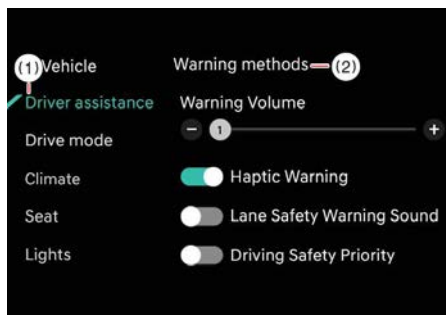 (1) Vehicle
Driver assistance
Drive mode
Climate
Seat
Lights
Warning methods (2)
Warning Volume
1
Haptic Warning
Lane Safety Warning Sound
Driving Safety Priority